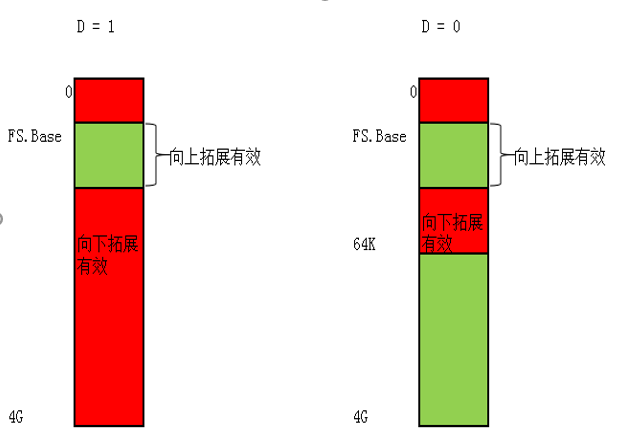 D = 1
D = 0
0
0
FS.Base
向上拓展有效
FS.Base
向上拓展有效
向下拓展
有效
向下拓展
有效
64K
4G
4G